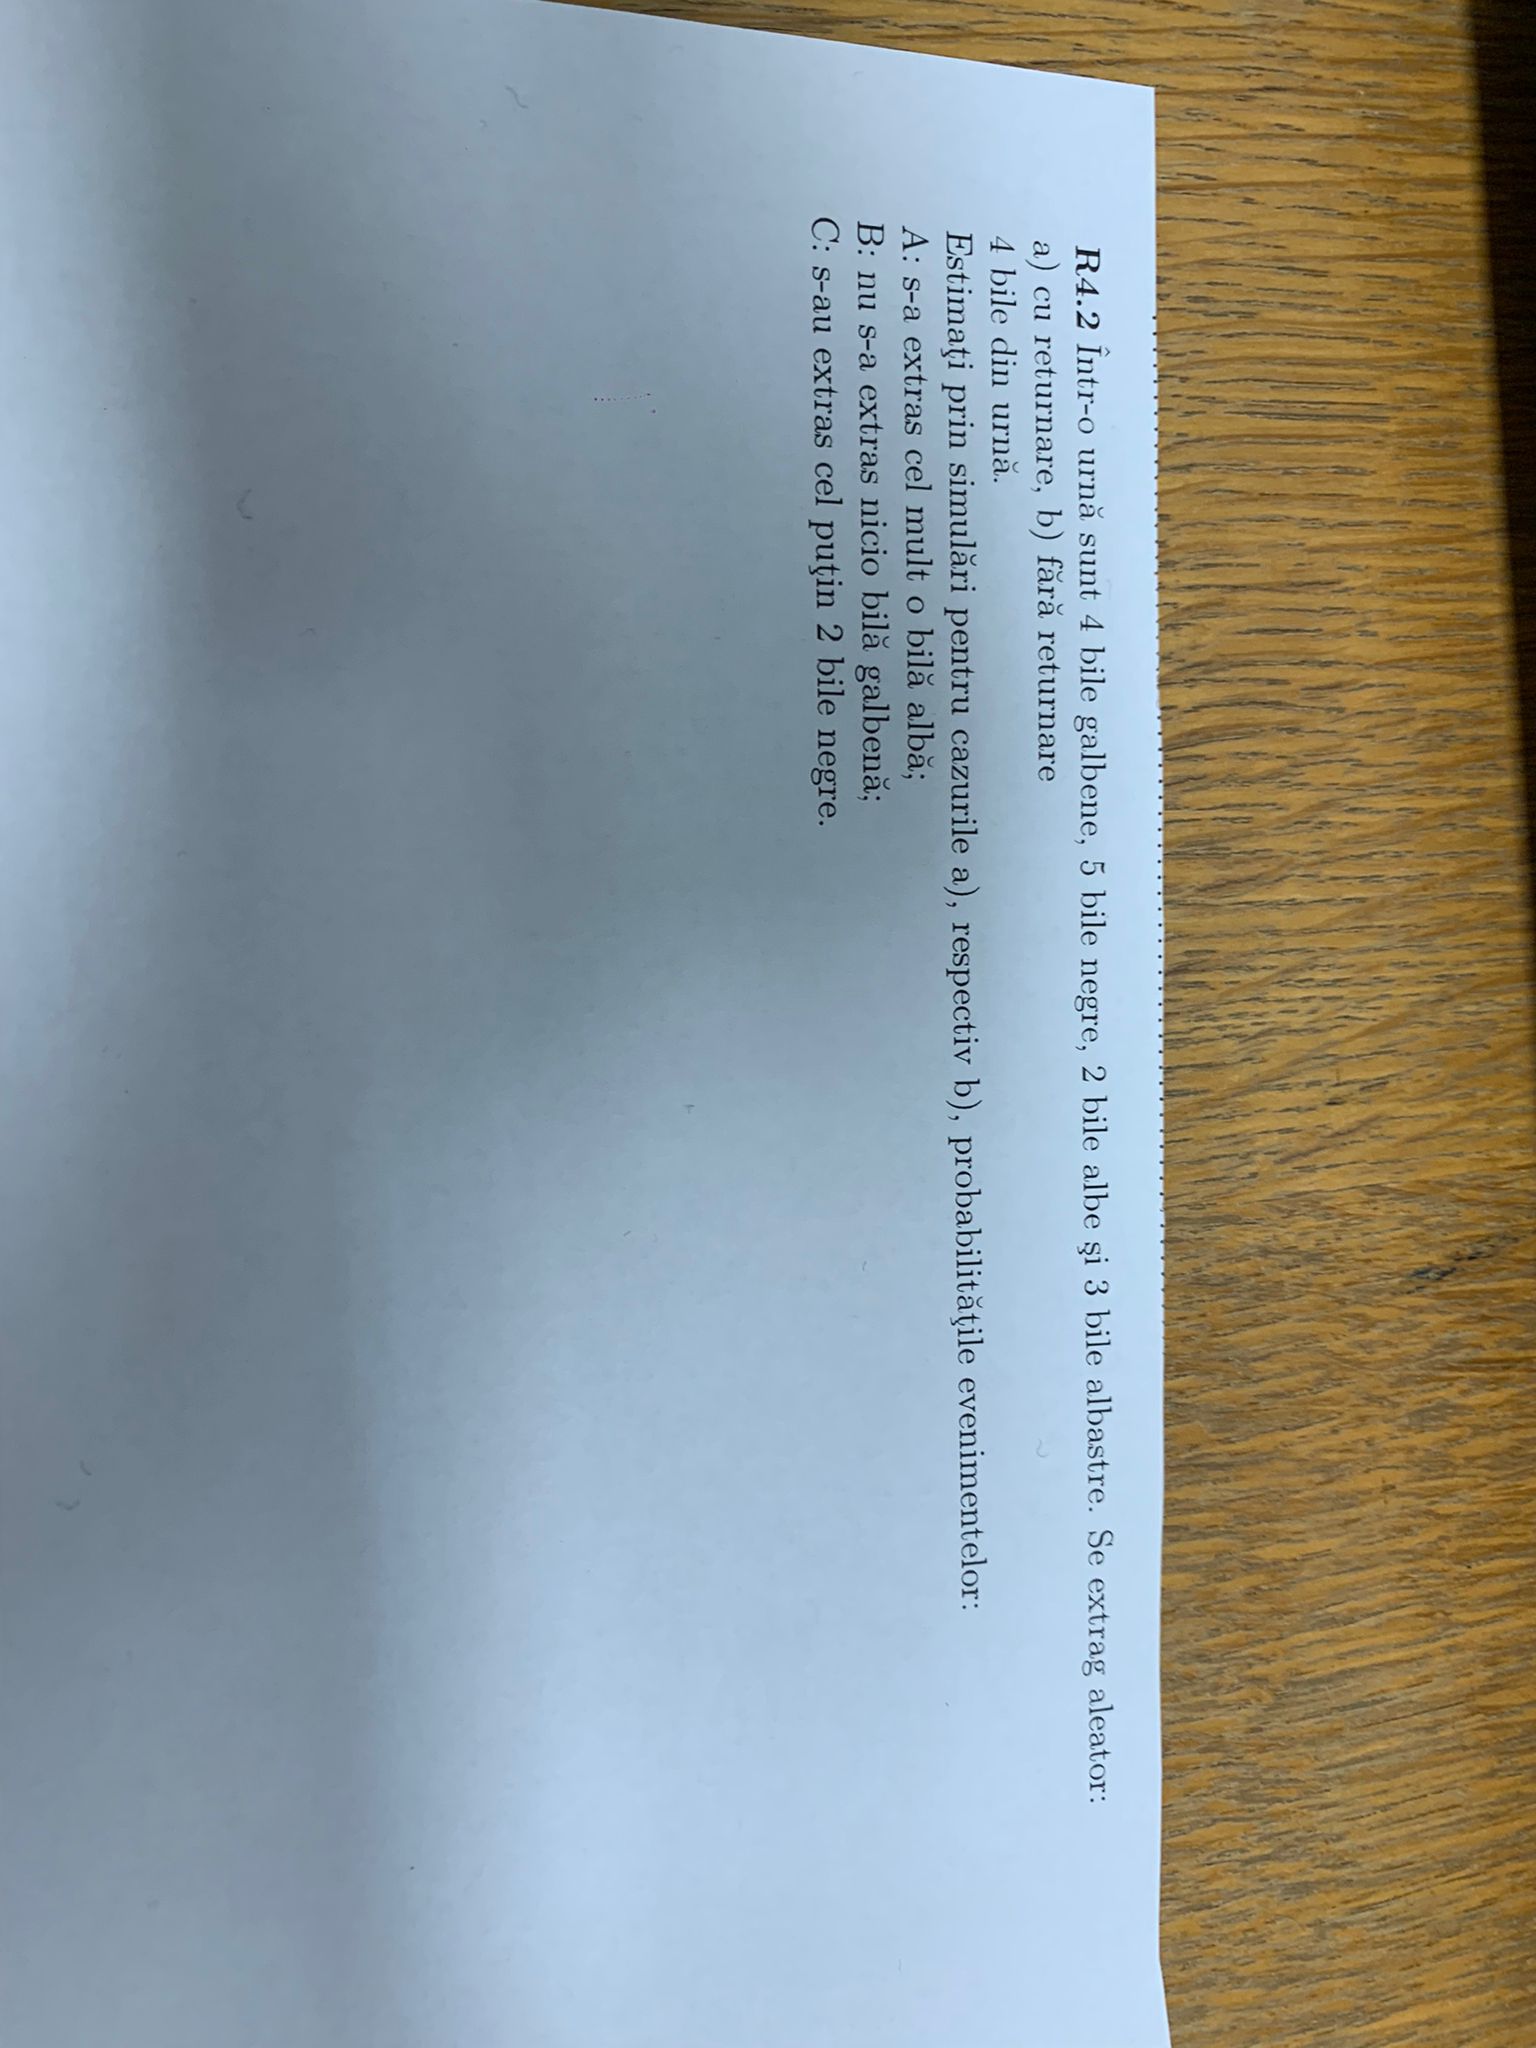 R4.2 Într-o urnă sunt 4 bile galbene, 5 bile negre, 2 bile albe şi 3 bile albastre. Se extrag aleator:
a) cu returnare, b) fără returnare
4 bile din urnă.
Estimaţi prin simulări pentru cazurile a), respectiv b), probabilităţile evenimentelor:
A: s-a extras cel mult o bilă albă;
B: nu s-a extras nicio bilă galbenă;
C: s-au extras cel puţin 2 bile negre.